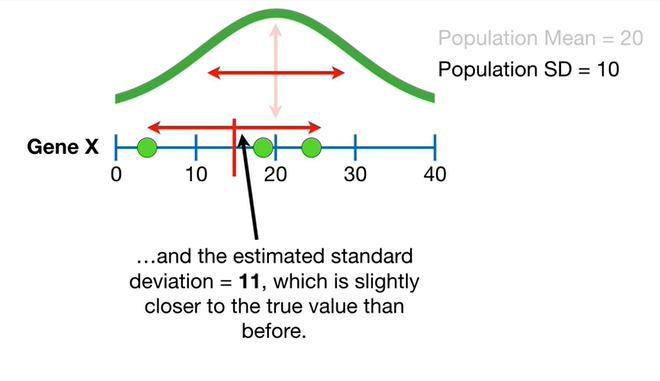 Population Mean = 20
Population SD = 10
Gene X
0 10 20 30 40
…and the estimated standard
deviation = 11, which is slightly
closer to the true value than
before.